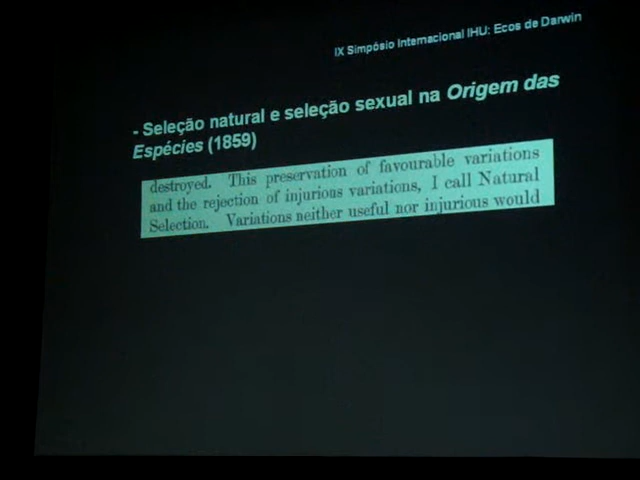 IX Simpósio Internacional IHU: Ecos de Darwin
- Seleção natural e seleção sexual na Origem das
Espécies (1859)
destroyed. This preservation of favourable variations
and the rejection of injurious variations, I call Natural
Selection. Variations neither useful nor injurious would